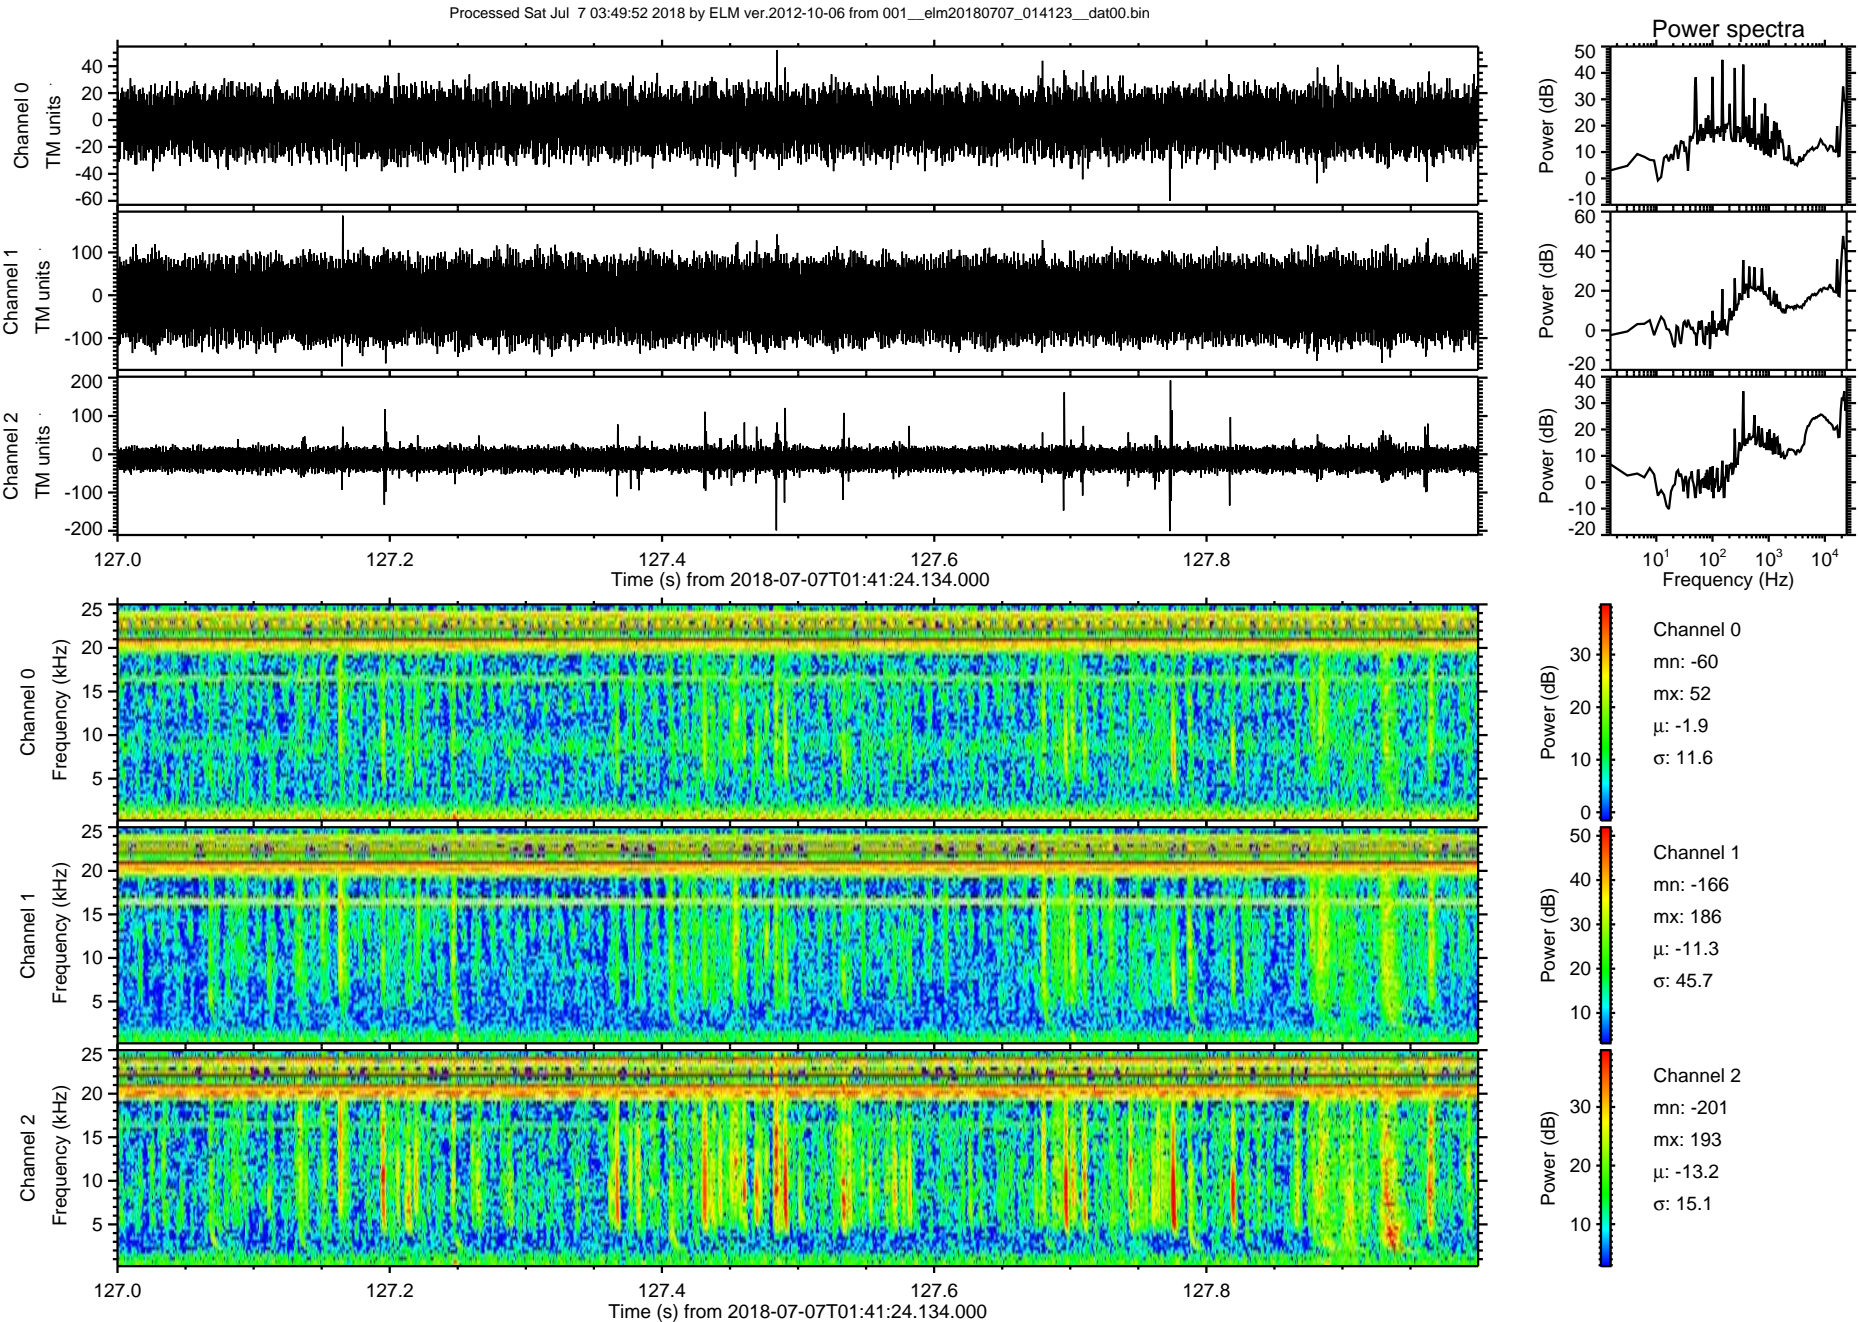 Processed Sat Jul 7 03:49:52 2018 by ELM ver.2012-10-06 from 001__elm20180707_014123__dat00.bin
Power spectra
Channel 0
TM units
40
20
0
-20
-40
-60
Power (dB)
50
40
30
20
10
0
-10
Channel 1
TM units
100
0
-100
Power (dB)
60
40
20
0
-20
Channel 2
TM units
200
100
0
-100
-200
Power (dB)
40
30
20
10
0
-10
-20
127.0 127.2 127.4 127.6 127.8
Time (s) from 2018-07-07T01:41:24.134.000
10^1 10^2 10^3 10^4
Frequency (Hz)
Channel 0
Frequency (kHz)
25
20
15
10
5
Power (dB)
30
20
10
0
Channel 0
mn: -60
mx: 52
μ: -1.9
σ: 11.6
Channel 1
Frequency (kHz)
25
20
15
10
5
Power (dB)
50
40
30
20
10
Channel 1
mn: -166
mx: 186
μ: -11.3
σ: 45.7
Channel 2
Frequency (kHz)
25
20
15
10
5
Power (dB)
30
20
10
Channel 2
mn: -201
mx: 193
μ: -13.2
σ: 15.1
127.0 127.2 127.4 127.6 127.8
Time (s) from 2018-07-07T01:41:24.134.000